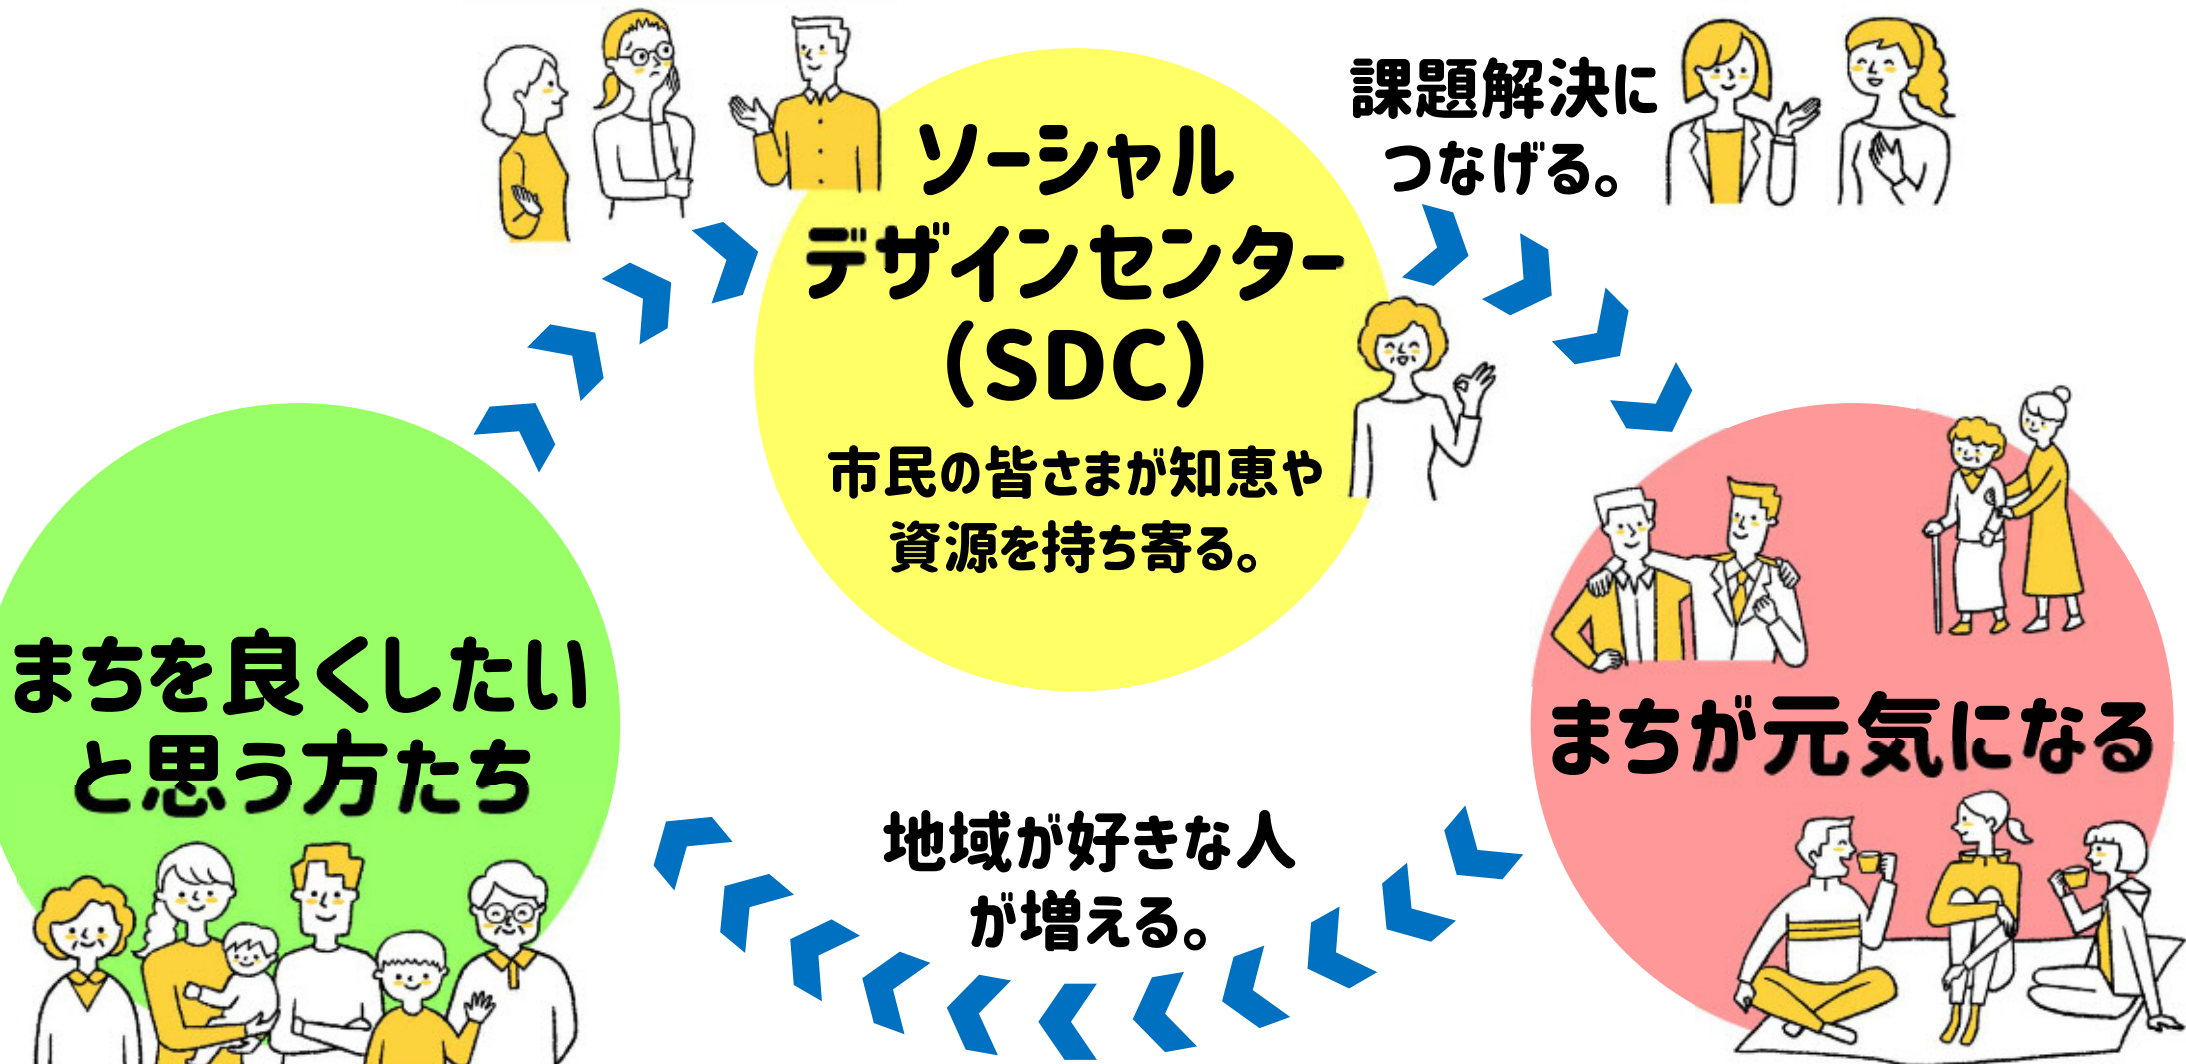 ソーシャル
デザインセンター
(SDC)
市民の皆さまが知恵や
資源を持ち寄る。
課題解決に
つなげる。
まちを良くしたい
と思う方たち
まちが元気になる
地域が好きな人
が増える。